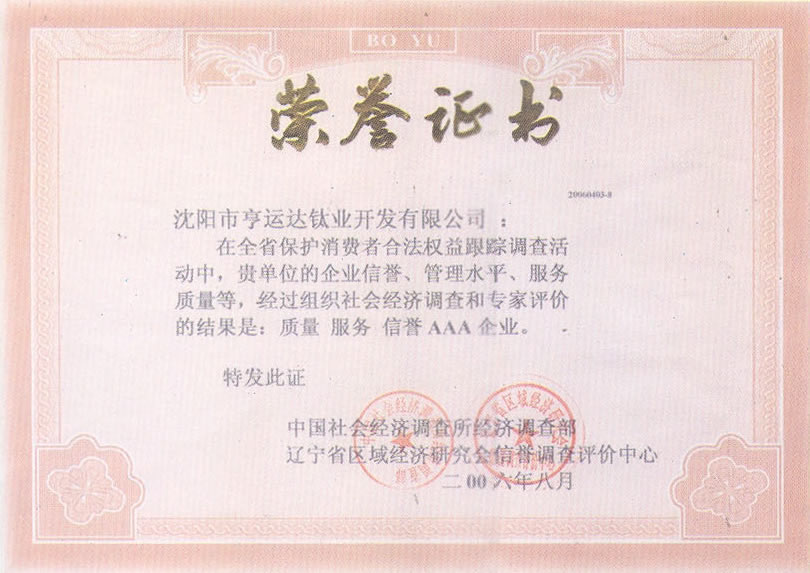 BO YU
荣誉证书
20060403-8
沈阳市亨运达钛业开发有限公司：
在全省保护消费者合法权益跟踪调查活
动中，贵单位的企业信誉、管理水平、服务
质量等，经过组织社会经济调查和专家评价
的结果是：质量 服务 信誉 AAA 企业。
特发此证
中国社会经济调查所经济调查部
辽宁省区域经济研究会信誉调查评价中心
二00六年八月